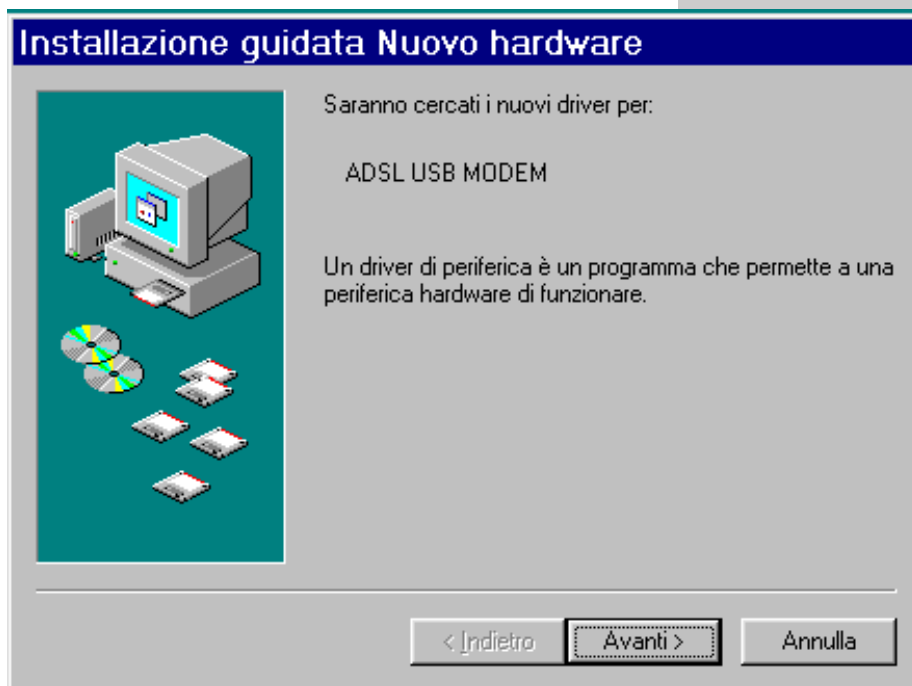 Installazione guidata Nuovo hardware
Saranno cercati i nuovi driver per:
ADSL USB MODEM
Un driver di periferica è un programma che permette a una
periferica hardware di funzionare.
< Indietro
Avanti >
Annulla